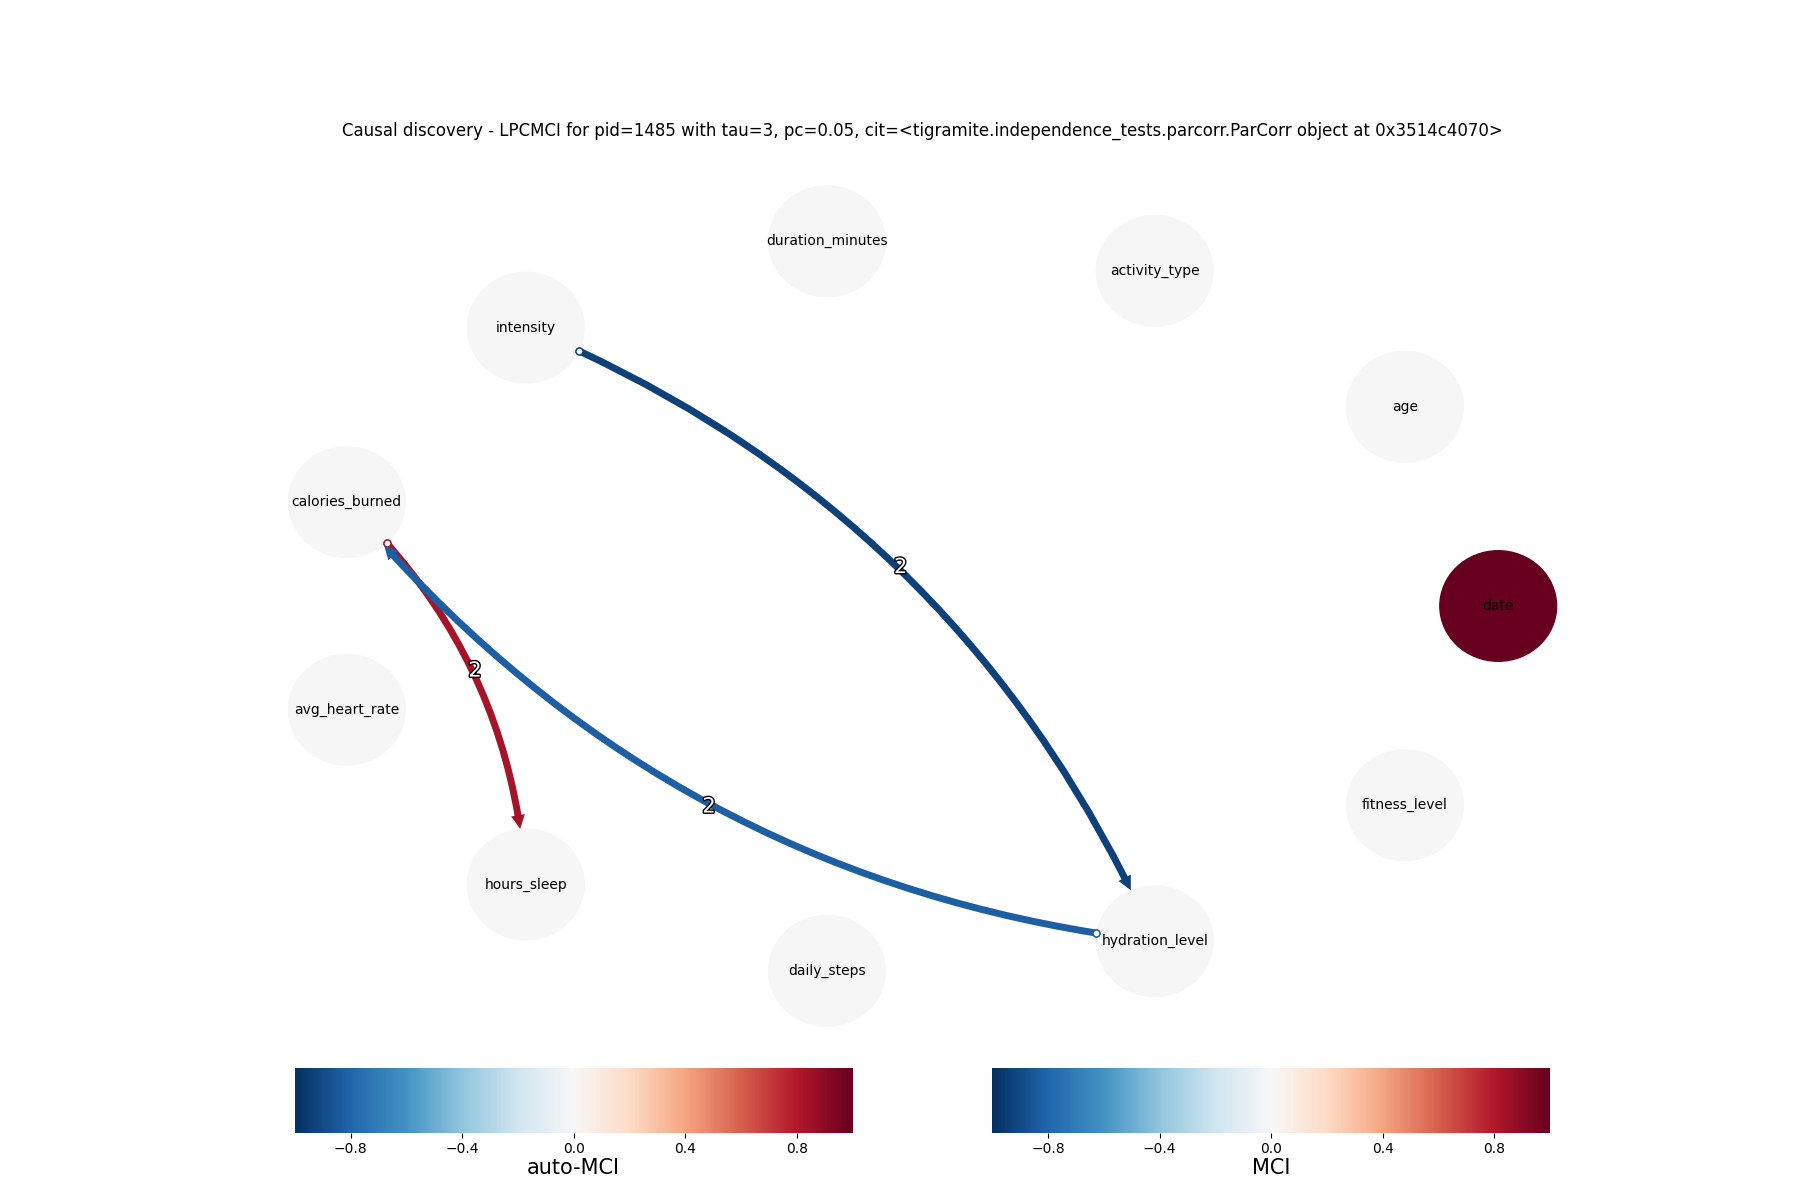 Causal discovery - LPCMCI for pid=1485 with tau=3, pc=0.05, cit=<tigramite.independence_tests.parcorr.ParCorr object at 0x3514c4070>
duration_minutes
activity_type
intensity
age
calories_burned
2
date
2
avg_heart_rate
2
fitness_level
hours_sleep
hydration_level
daily_steps
−0.8 −0.4 0.0 0.4 0.8
auto-MCI
−0.8 −0.4 0.0 0.4 0.8
MCI